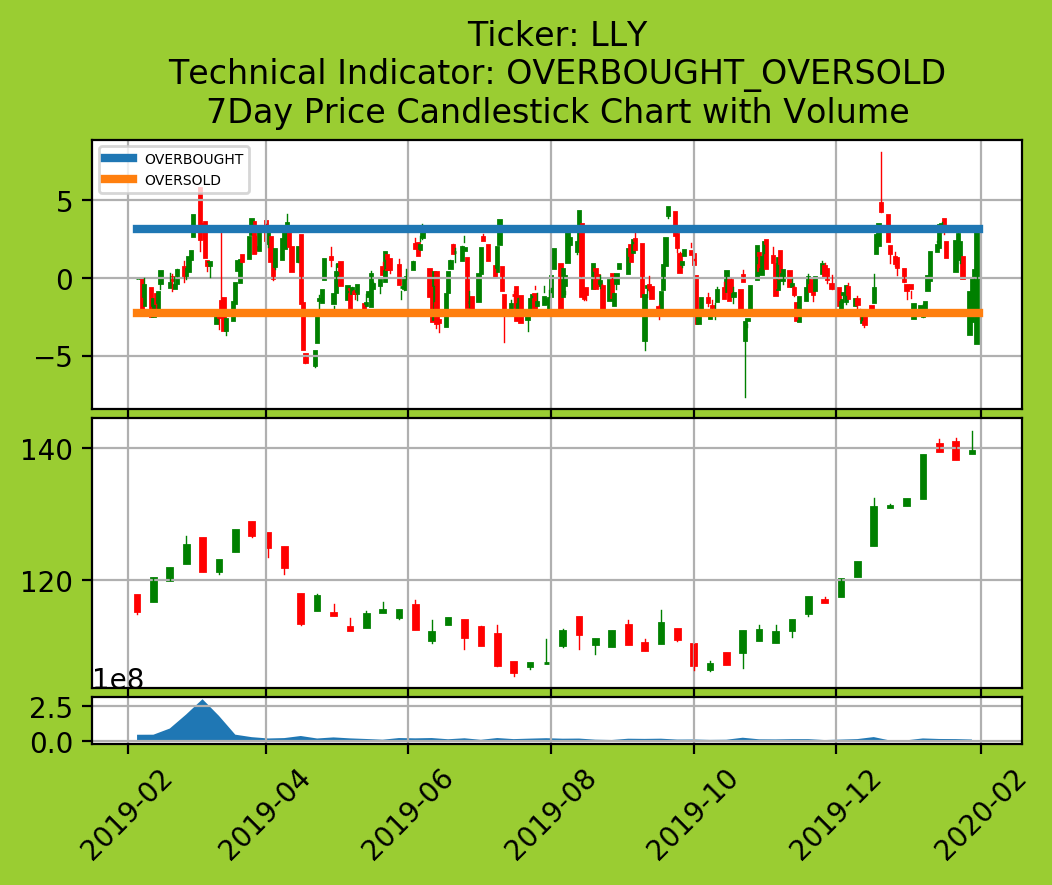 Ticker: LLY
Technical Indicator: OVERBOUGHT_OVERSOLD
7Day Price Candlestick Chart with Volume
OVERBOUGHT
OVERSOLD
5
0
−5
140
120
1e8
2.5
0.0
2019-02
2019-04
2019-06
2019-08
2019-10
2019-12
2020-02